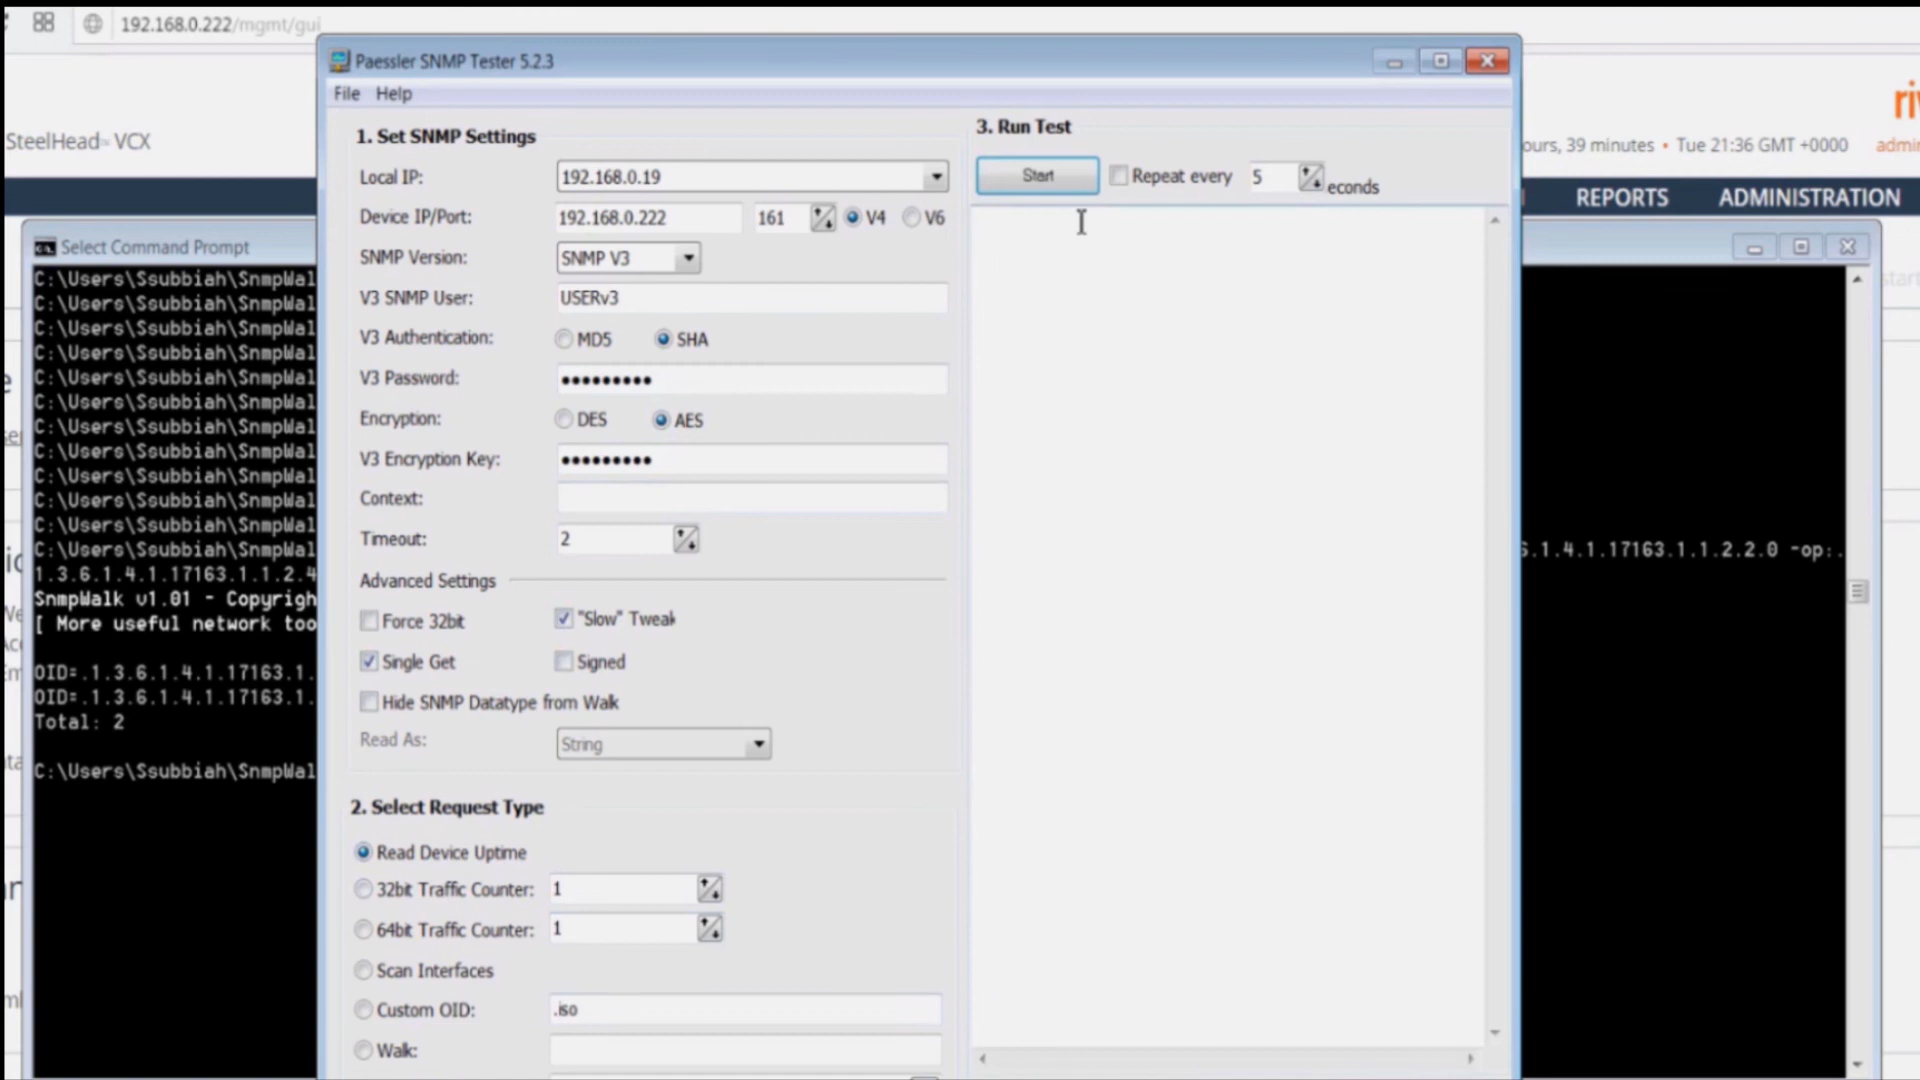 192.168.0.222/mgmt/gui
Paessler SNMP Tester 5.2.3
File Help
SteelHead™ VCX
ours, 39 minutes • Tue 21:36 GMT +0000
REPORTS ADMINISTRATION
1. Set SNMP Settings
Local IP: 192.168.0.19
Device IP/Port: 192.168.0.222 161 V4 V6
SNMP Version: SNMP V3
V3 SNMP User: USERv3
V3 Authentication: MD5 SHA
V3 Password: •••••••••
Encryption: DES AES
V3 Encryption Key: •••••••••
Context:
Timeout: 2
Advanced Settings
Force 32bit "Slow" Tweak
Single Get Signed
Hide SNMP Datatype from Walk
Read As: String
2. Select Request Type
Read Device Uptime
32bit Traffic Counter: 1
64bit Traffic Counter: 1
Scan Interfaces
Custom OID: .iso
Walk:
3. Run Test
Start Repeat every 5 econds
Select Command Prompt
C:\Users\Ssubbiah\SnmpWal
C:\Users\Ssubbiah\SnmpWal
C:\Users\Ssubbiah\SnmpWal
C:\Users\Ssubbiah\SnmpWal
C:\Users\Ssubbiah\SnmpWal
C:\Users\Ssubbiah\SnmpWal
C:\Users\Ssubbiah\SnmpWal
C:\Users\Ssubbiah\SnmpWal
C:\Users\Ssubbiah\SnmpWal
C:\Users\Ssubbiah\SnmpWal
C:\Users\Ssubbiah\SnmpWal
C:\Users\Ssubbiah\SnmpWal 6.1.4.1.17163.1.1.2.2.0 -op:.
1.3.6.1.4.1.17163.1.1.2.4
SnmpWalk v1.01 - Copyrigh
[ More useful network too
OID=.1.3.6.1.4.1.17163.1.
OID=.1.3.6.1.4.1.17163.1.
Total: 2
C:\Users\Ssubbiah\SnmpWal